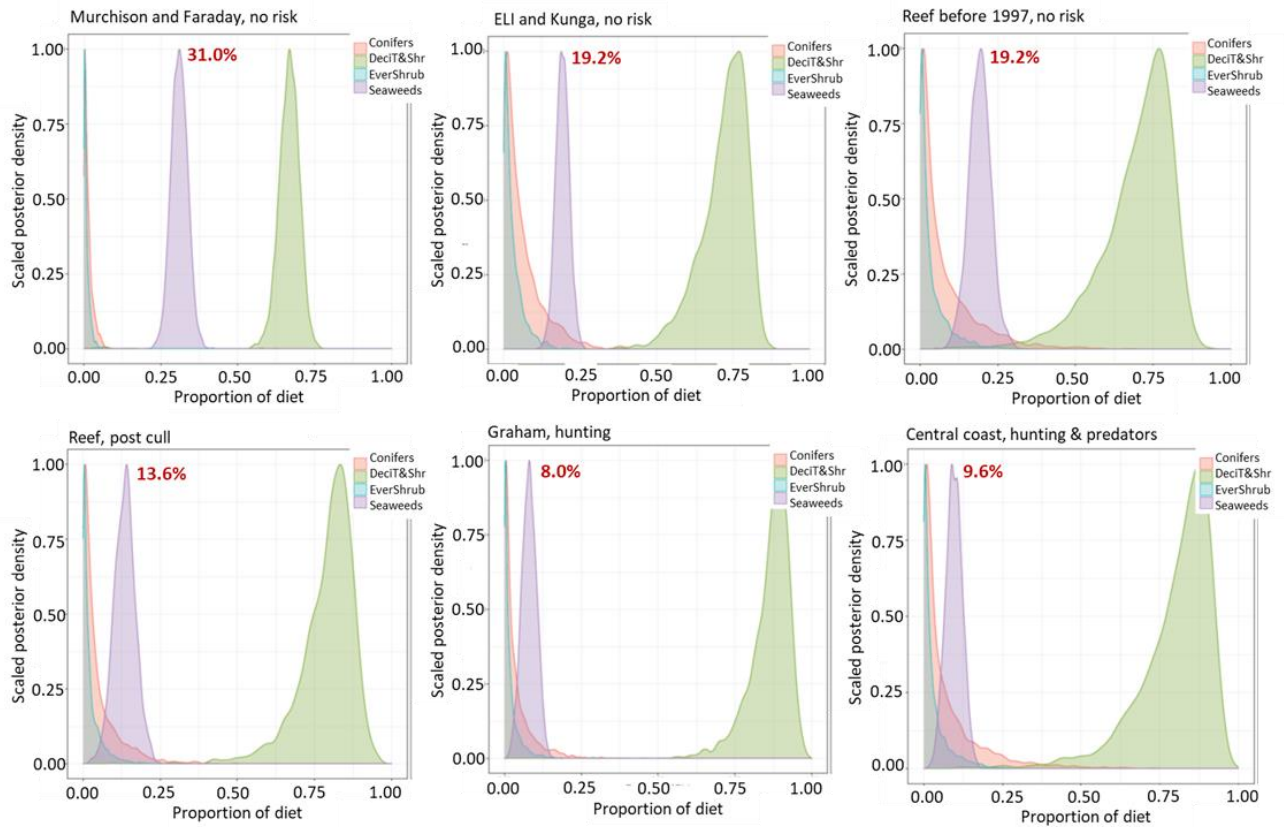 Murchison and Faraday, no risk
1.00
0.75
0.50
0.25
0.00
Scaled posterior density
31.0%
Conifers
DeciT&Shr
EverShrub
Seaweeds
0.00 0.25 0.50 0.75 1.00
Proportion of diet
ELI and Kunga, no risk
1.00
0.75
0.50
0.25
0.00
Scaled posterior density
19.2%
Conifers
DeciT&Shr
EverShrub
Seaweeds
0.00 0.25 0.50 0.75 1.00
Proportion of diet
Reef before 1997, no risk
1.00
0.75
0.50
0.25
0.00
Scaled posterior density
19.2%
Conifers
DeciT&Shr
EverShrub
Seaweeds
0.00 0.25 0.50 0.75 1.00
Proportion of diet
Reef, post cull
1.00
0.75
0.50
0.25
0.00
Scaled posterior density
13.6%
Conifers
DeciT&Shr
EverShrub
Seaweeds
0.00 0.25 0.50 0.75 1.00
Proportion of diet
Graham, hunting
1.00
0.75
0.50
0.25
0.00
Scaled posterior density
8.0%
Conifers
DeciT&Shr
EverShrub
Seaweeds
0.00 0.25 0.50 0.75 1.00
Proportion of diet
Central coast, hunting & predators
1.00
0.75
0.50
0.25
0.00
Scaled posterior density
9.6%
Conifers
DeciT&Shr
EverShrub
Seaweeds
0.00 0.25 0.50 0.75 1.00
Proportion of diet